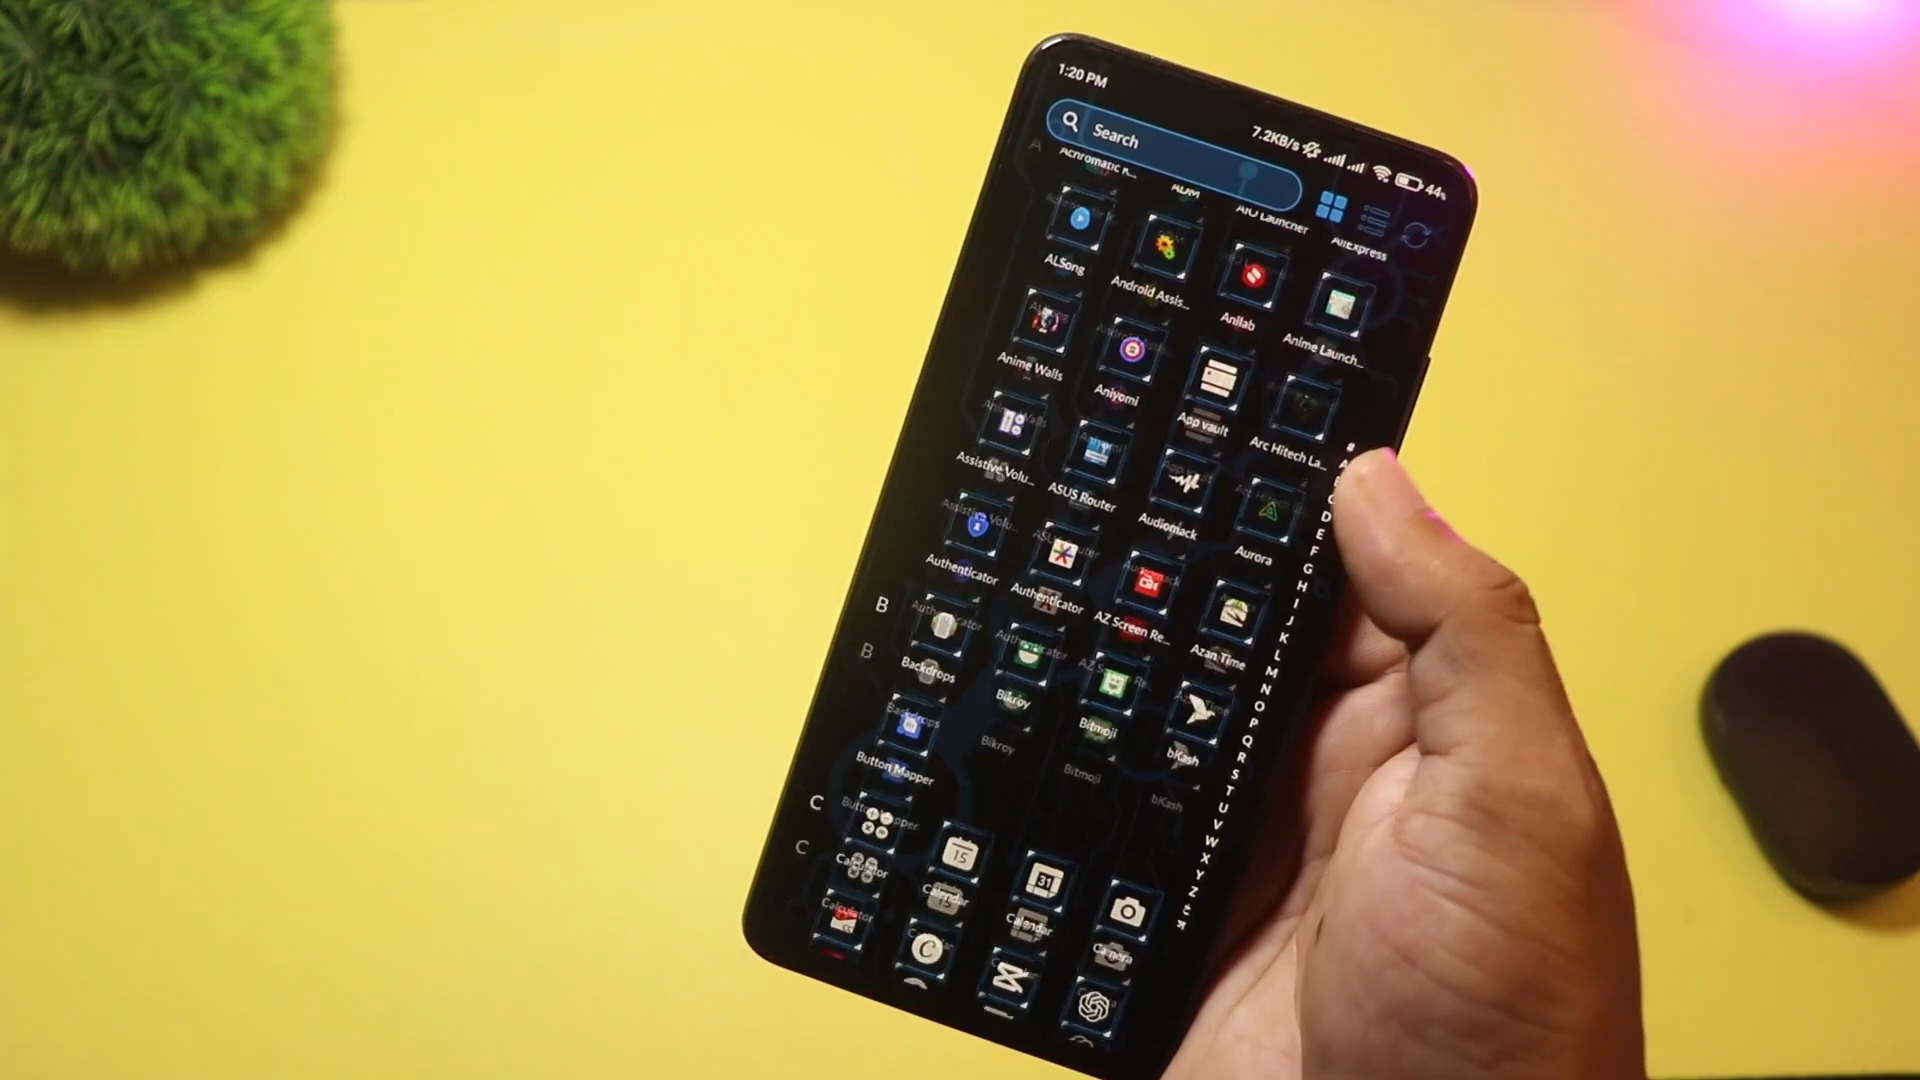 1:20 PM
7.2KB/s 44%
Search
A
Achromatic K...
ADM
AIO Launcher
AliExpress
ALSong
Android Assis...
Anilab
Anime Launch...
Anime Walls
Aniyomi
App vault
Arc Hitech La...
Assistive Volu...
ASUS Router
Audiomack
Aurora
Authenticator
Authenticator
AZ Screen Re...
Azan Time
B
Backdrops
Bikroy
Bitmoji
bKash
Button Mapper
C
Calculator
Calendar
Calendar
Camera
15
31
#
A
C
D
E
F
G
H
I
J
K
L
M
N
O
P
Q
R
S
T
U
V
W
X
Y
Z